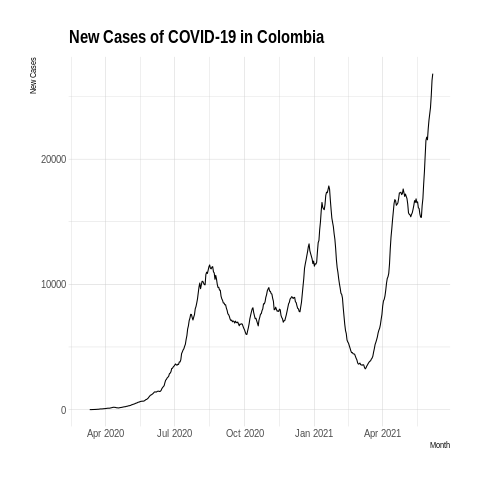 New Cases of COVID-19 in Colombia
New Cases
20000
10000
0
Apr 2020 Jul 2020 Oct 2020 Jan 2021 Apr 2021
Month